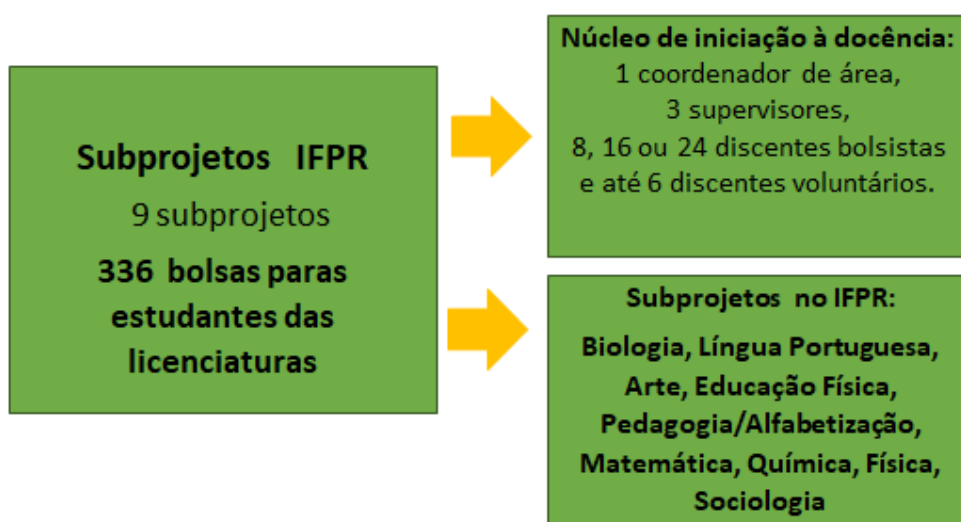 Subprojetos IFPR
9 subprojetos
336 bolsas paras
estudantes das
licenciaturas
Núcleo de iniciação à docência:
1 coordenador de área,
3 supervisores,
8, 16 ou 24 discentes bolsistas
e até 6 discentes voluntários.
Subprojetos no IFPR:
Biologia, Língua Portuguesa,
Arte, Educação Física,
Pedagogia/Alfabetização,
Matemática, Química, Física,
Sociologia